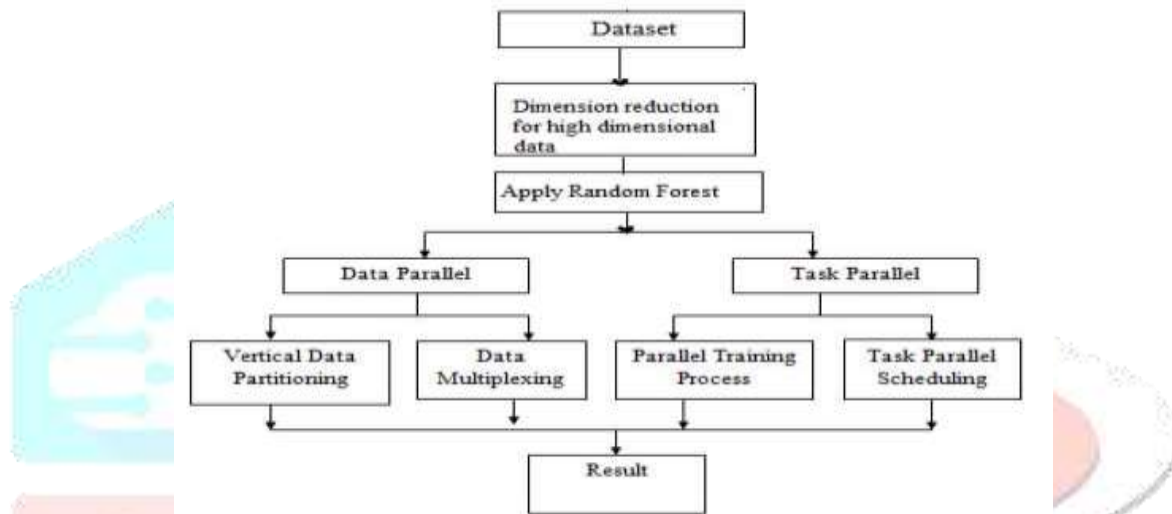 Dataset
Dimension reduction
for high dimensional
data
Apply Random Forest
Data Parallel
Task Parallel
Vertical Data
Partitioning
Data
Multiplexing
Parallel Training
Process
Task Parallel
Scheduling
Result